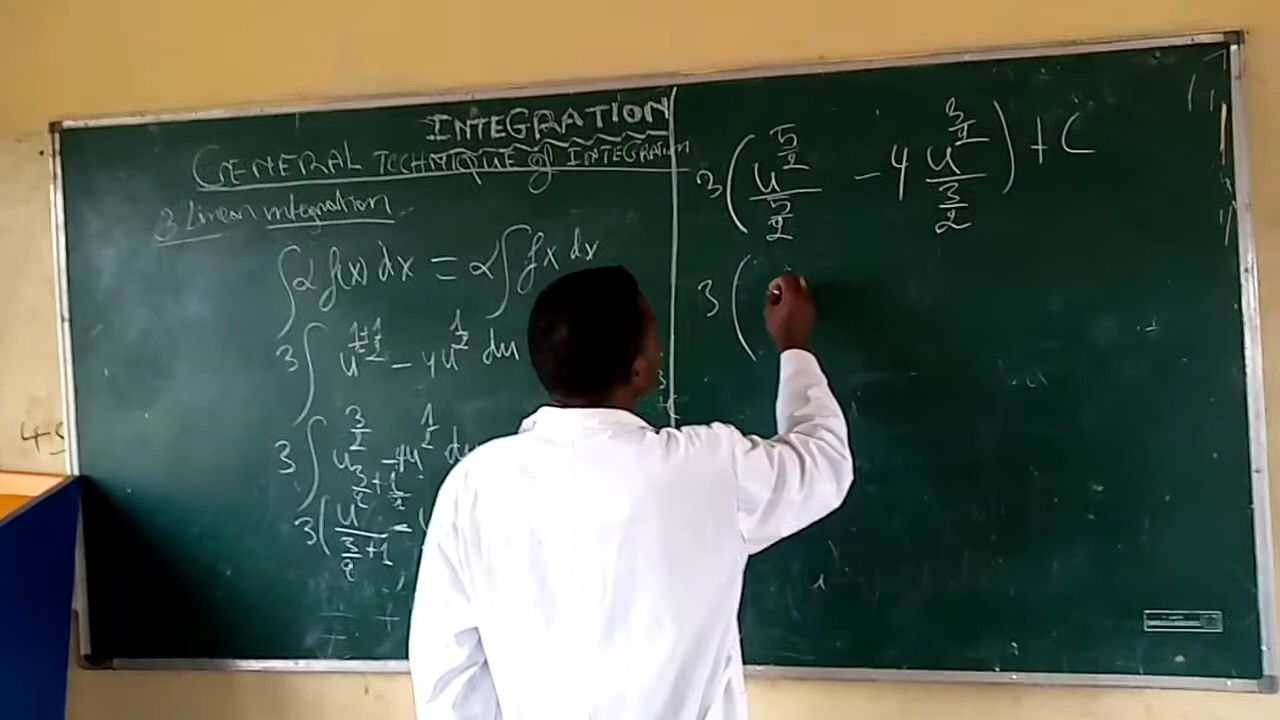 INTEGRATION
GENERAL TECHNIQUE of INTEGRATION
3 Linear integration
∫αf(x)dx = α∫fx dx
3∫u^{1+1/2} - 4u^{1/2} du
3∫u^{3/2} - 4u^{1/2} du
3(u^{3/2+1}/(3/2+1) -
3(u^{5/2}/(5/2) - 4u^{3/2}/(3/2)) + C
3(